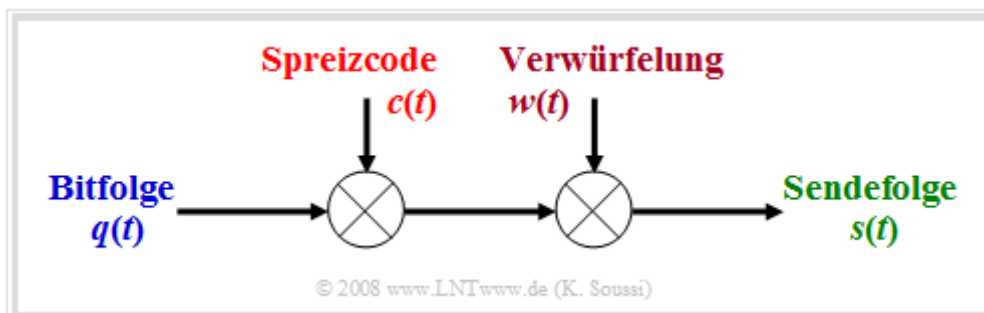 Spreizcode
c(t)
Verwürfelung
w(t)
Bitfolge
q(t)
Sendefolge
s(t)
© 2008 www.LNTwww.de (K. Soussi)